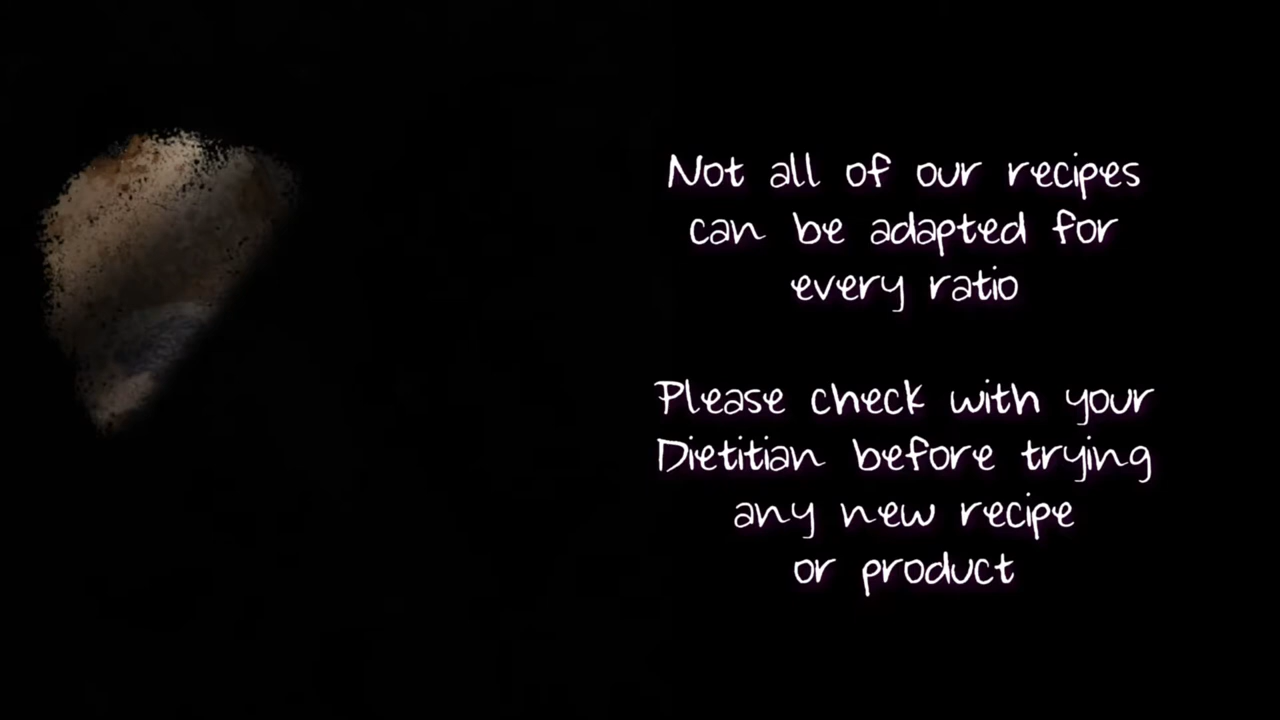 Not all of our recipes
can be adapted for
every ratio
Please check with your
Dietitian before trying
any new recipe
or product